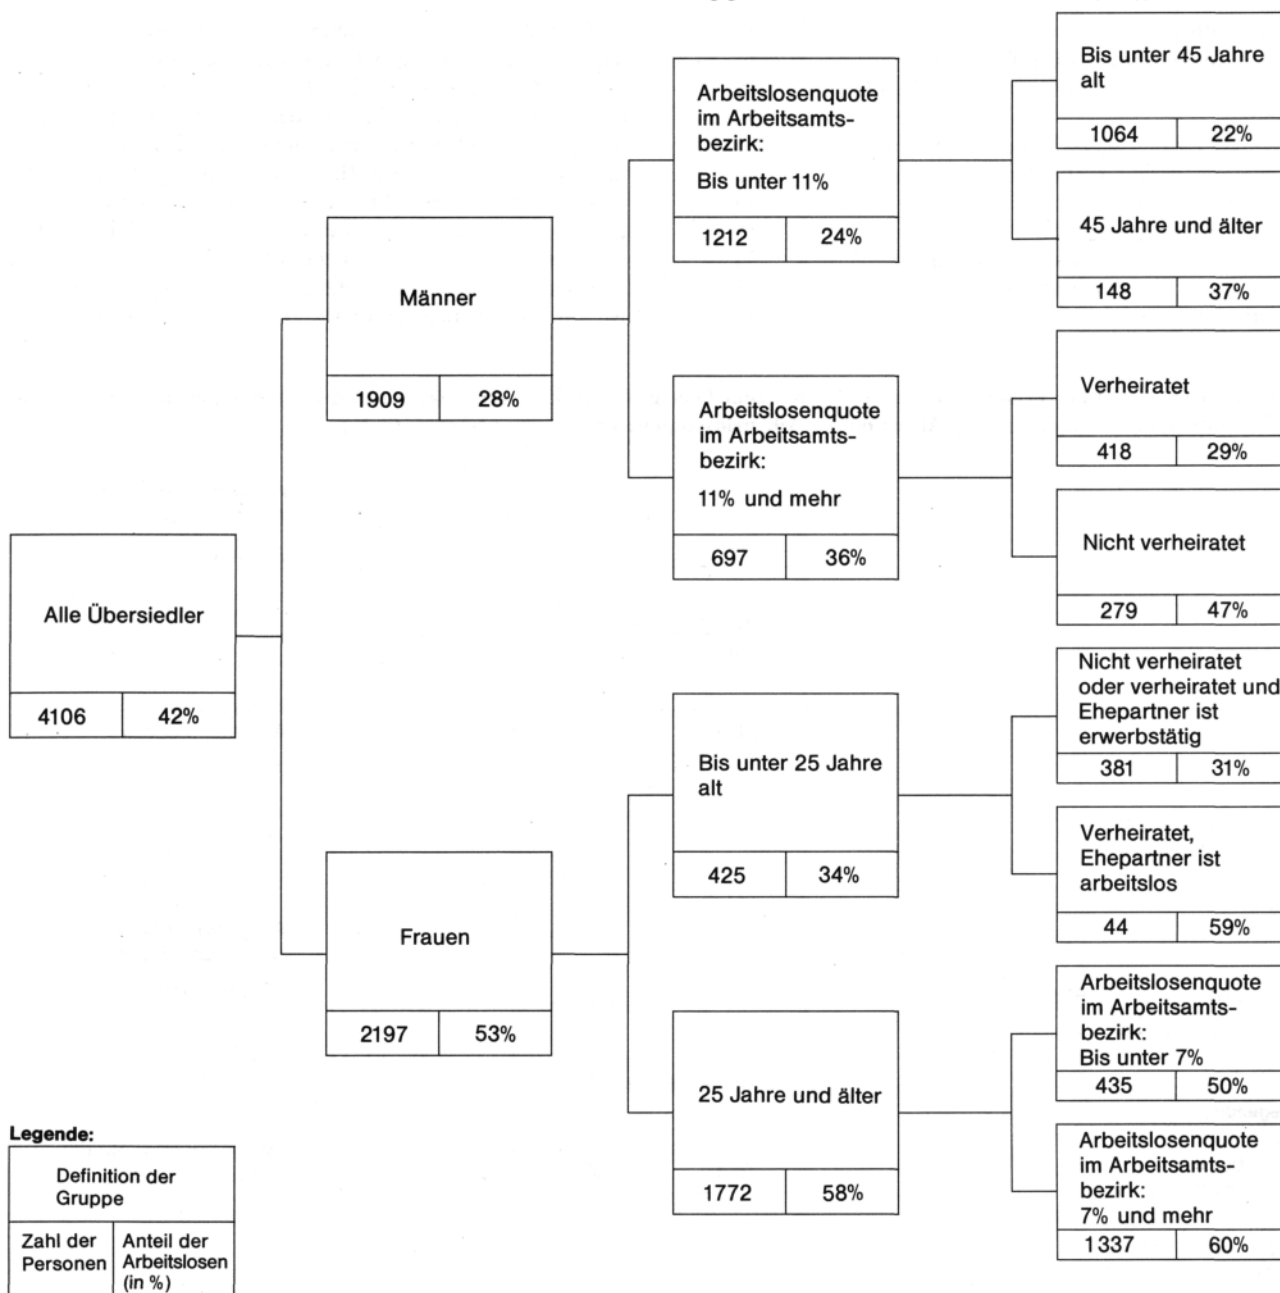 Alle Übersiedler
4106 42%
Männer
1909 28%
Frauen
2197 53%
Arbeitslosenquote
im Arbeitsamts-
bezirk:
Bis unter 11%
1212 24%
Arbeitslosenquote
im Arbeitsamts-
bezirk:
11% und mehr
697 36%
Bis unter 25 Jahre
alt
425 34%
25 Jahre und älter
1772 58%
Bis unter 45 Jahre
alt
1064 22%
45 Jahre und älter
148 37%
Verheiratet
418 29%
Nicht verheiratet
279 47%
Nicht verheiratet
oder verheiratet und
Ehepartner ist
erwerbstätig
381 31%
Verheiratet,
Ehepartner ist
arbeitslos
44 59%
Arbeitslosenquote
im Arbeitsamts-
bezirk:
Bis unter 7%
435 50%
Arbeitslosenquote
im Arbeitsamts-
bezirk:
7% und mehr
1337 60%
Legende:
Definition der
Gruppe
Zahl der
Personen
Anteil der
Arbeitslosen
(in %)